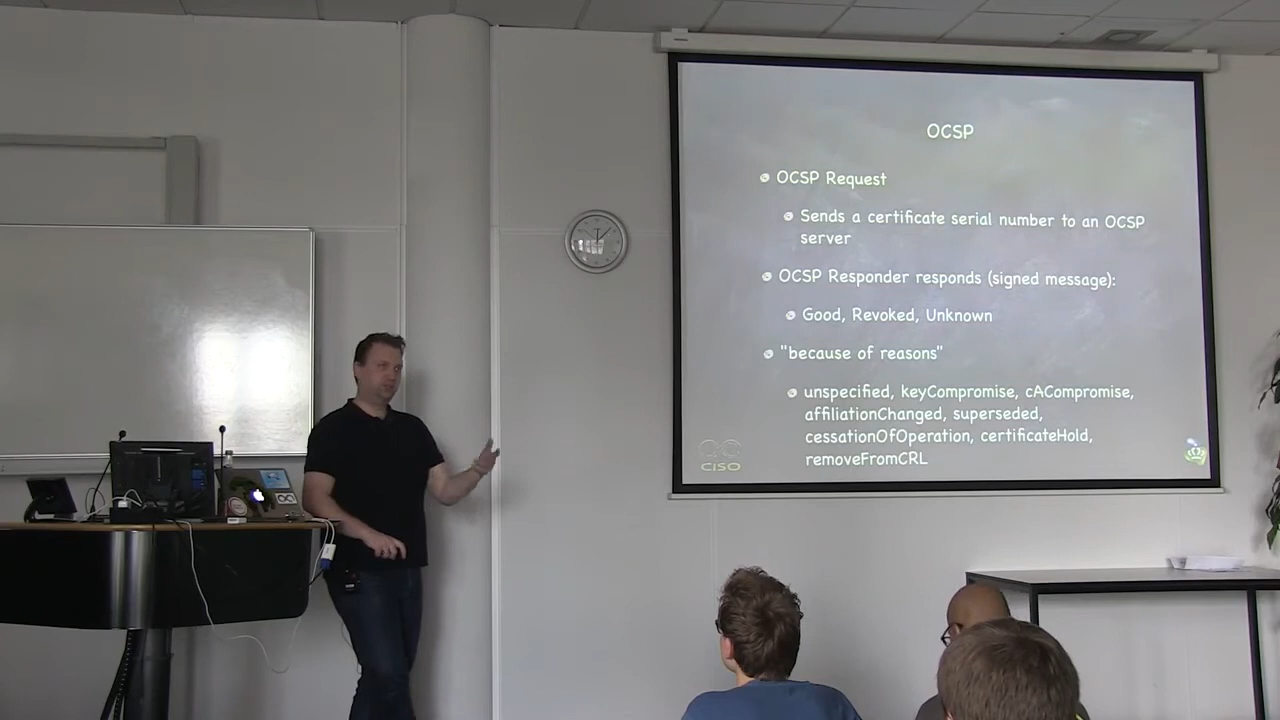 OCSP
OCSP Request
Sends a certificate serial number to an OCSP
server
OCSP Responder responds (signed message):
Good, Revoked, Unknown
"because of reasons"
unspecified, keyCompromise, cACompromise,
affiliationChanged, superseded,
cessationOfOperation, certificateHold,
removeFromCRL
CISO